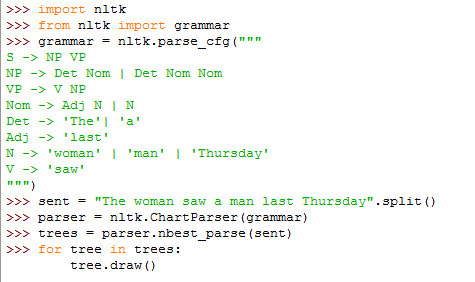 >>> import nltk
>>> from nltk import grammar
>>> grammar = nltk.parse_cfg("""
S -> NP VP
NP -> Det Nom | Det Nom Nom
VP -> V NP
Nom -> Adj N | N
Det -> 'The'| 'a'
Adj -> 'last'
N -> 'woman' | 'man' | 'Thursday'
V -> 'saw'
""")
>>> sent = "The woman saw a man last Thursday".split()
>>> parser = nltk.ChartParser(grammar)
>>> trees = parser.nbest_parse(sent)
>>> for tree in trees:
        tree.draw()